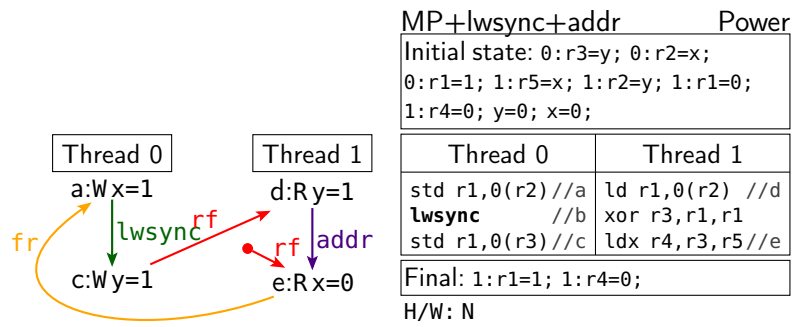 MP+lwsync+addr Power
Initial state: 0:r3=y; 0:r2=x;
0:r1=1; 1:r5=x; 1:r2=y; 1:r1=0;
1:r4=0; y=0; x=0;
Thread 0 Thread 1
std r1,0(r2) //a ld r1,0(r2) //d
lwsync //b xor r3,r1,r1
std r1,0(r3) //c ldx r4,r3,r5 //e
Final: 1:r1=1; 1:r4=0;
H/W: N
Thread 0 Thread 1
a:W x=1 d:R y=1
fr lwsync rf rf addr
c:W y=1 e:R x=0